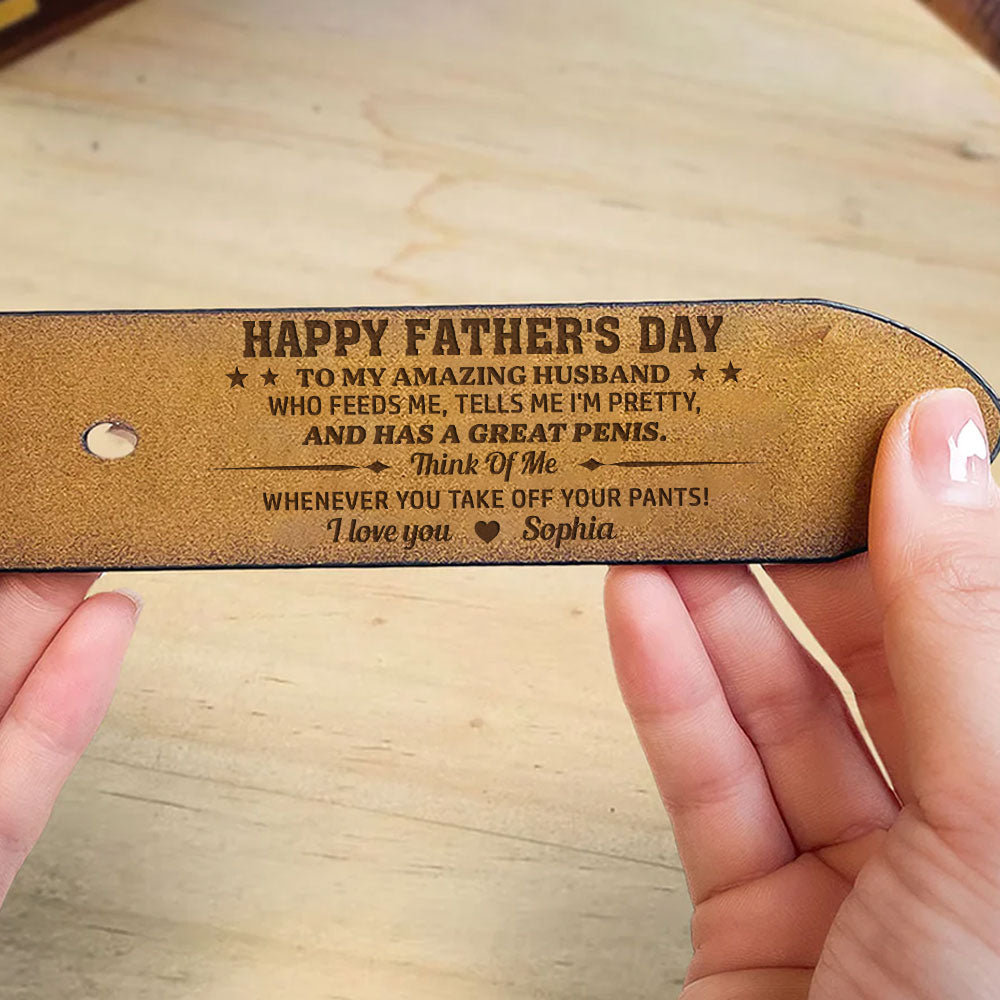 HAPPY FATHER'S DAY
★ ★ TO MY AMAZING HUSBAND ★ ★
WHO FEEDS ME, TELLS ME I'M PRETTY,
AND HAS A GREAT PENIS.
Think Of Me
WHENEVER YOU TAKE OFF YOUR PANTS!
I love you ♥ Sophia